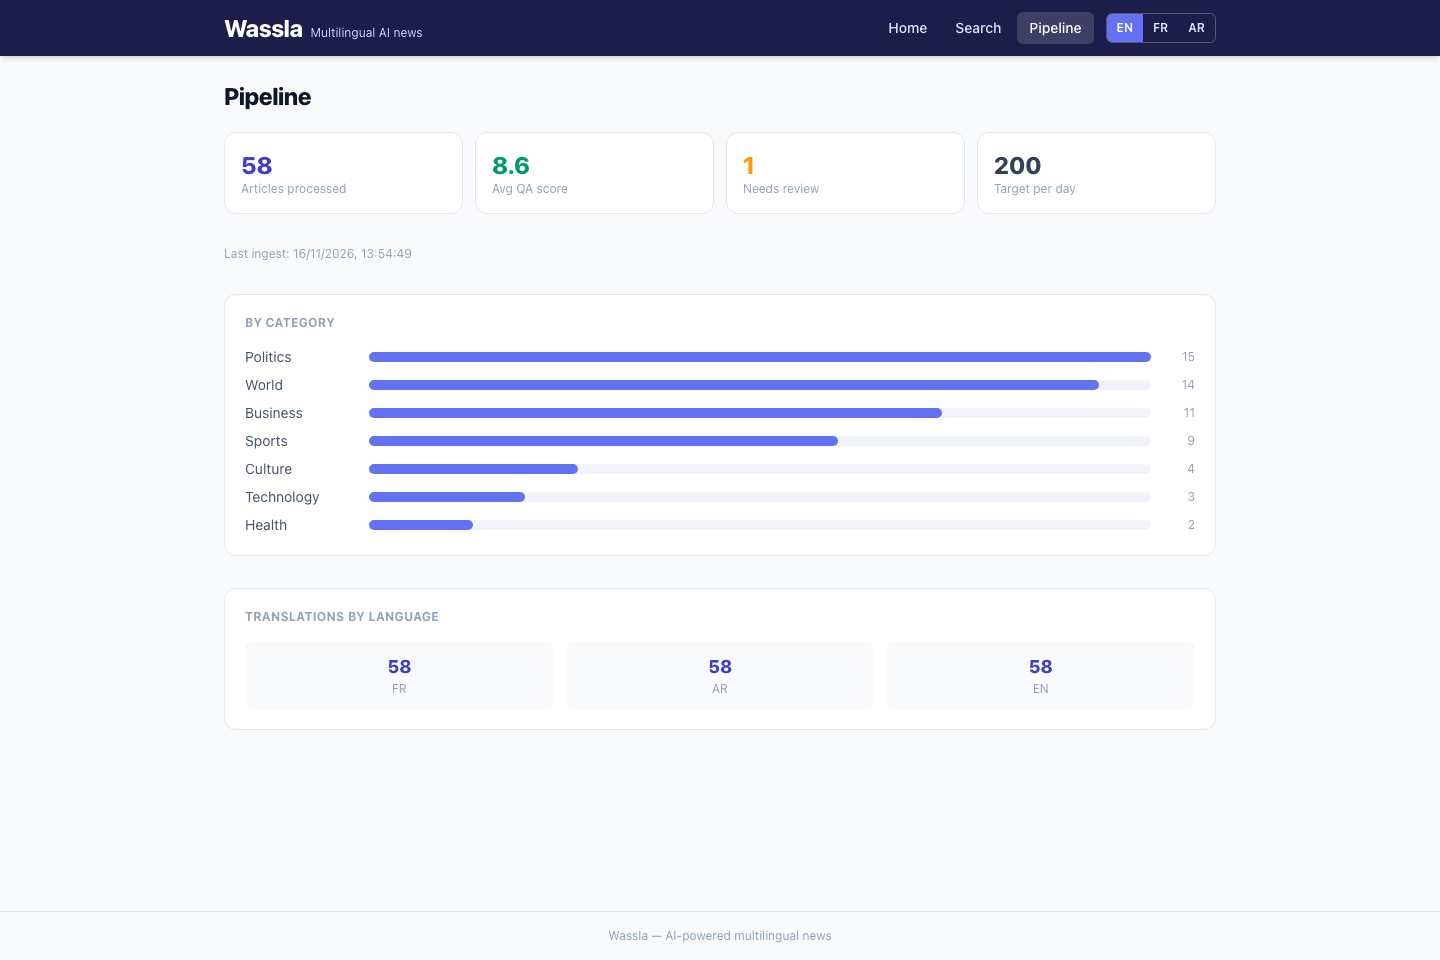 Wassla Multilingual AI news
Home Search Pipeline EN FR AR
Pipeline
58
Articles processed
8.6
Avg QA score
1
Needs review
200
Target per day
Last ingest: 16/11/2026, 13:54:49
BY CATEGORY
Politics 15
World 14
Business 11
Sports 9
Culture 4
Technology 3
Health 2
TRANSLATIONS BY LANGUAGE
58
FR
58
AR
58
EN
Wassla — AI-powered multilingual news